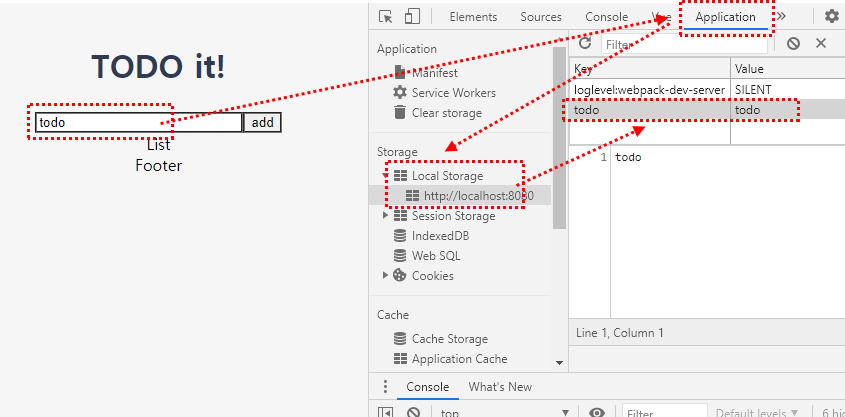 TODO it!
todo
add
List
Footer
Elements Sources Console Vue Application »
Application
Manifest
Service Workers
Clear storage
Storage
Local Storage
http://localhost:8080
Session Storage
IndexedDB
Web SQL
Cookies
Cache
Cache Storage
Application Cache
Filter
Key Value
loglevel:webpack-dev-server SILENT
todo todo
1 todo
Line 1, Column 1
Console What's New
top Filter Default levels 6 hi